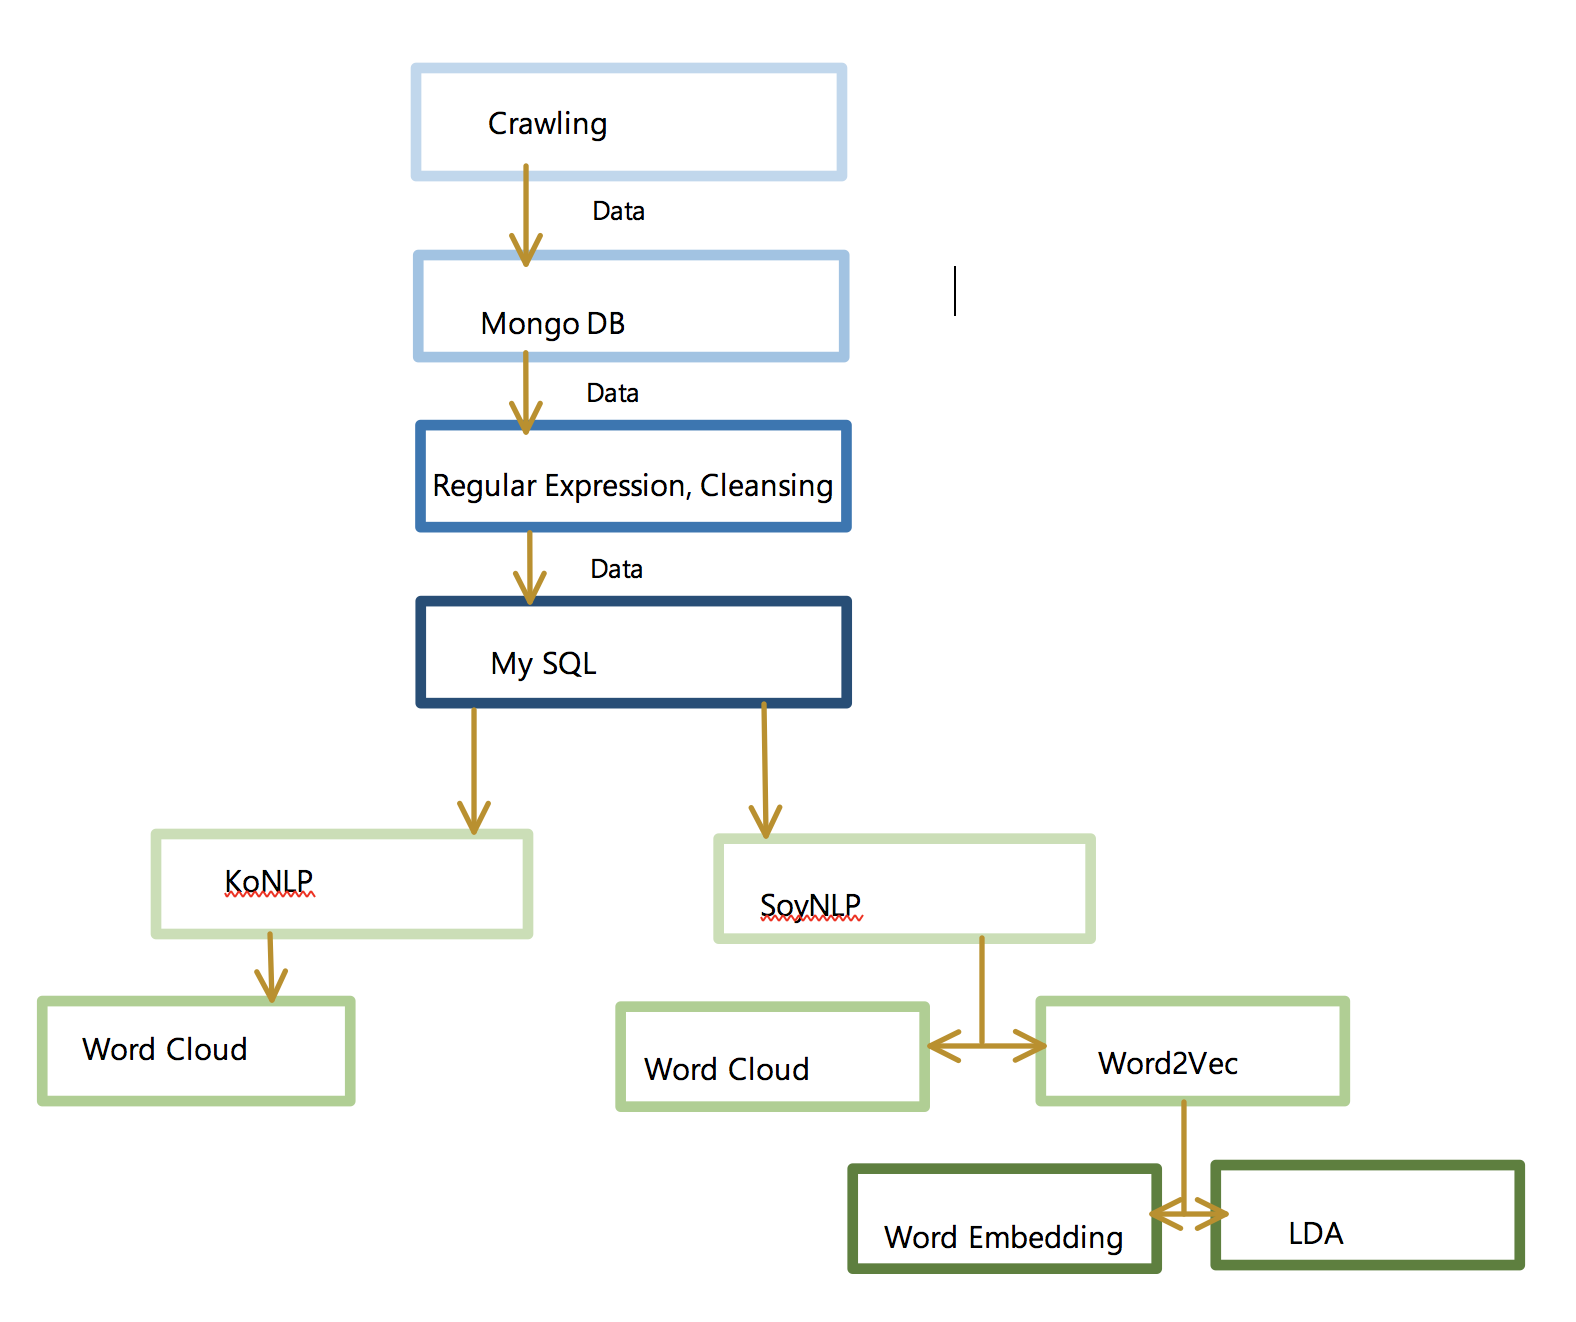 Crawling
Data
Mongo DB
Data
Regular Expression, Cleansing
Data
My SQL
KoNLP
SoyNLP
Word Cloud
Word Cloud
Word2Vec
Word Embedding
LDA